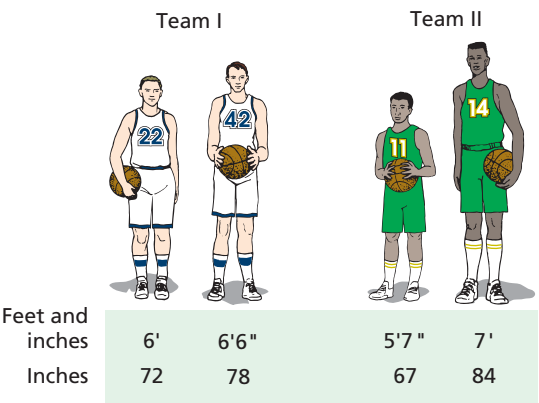 Team I Team II
22 42 11 14
Feet and
inches 6' 6'6" 5'7" 7'
Inches 72 78 67 84